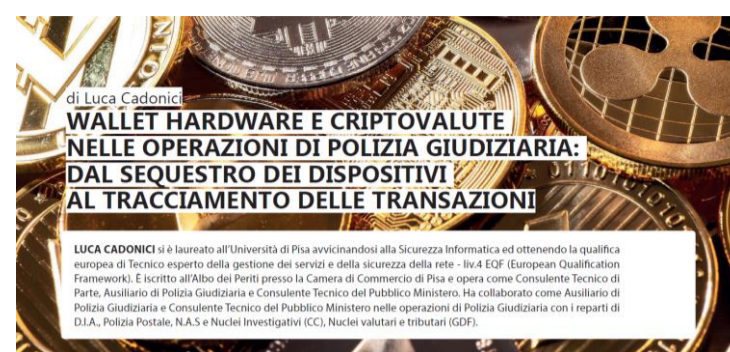 di Luca Cadonici
WALLET HARDWARE E CRIPTOVALUTE
NELLE OPERAZIONI DI POLIZIA GIUDIZIARIA:
DAL SEQUESTRO DEI DISPOSITIVI
AL TRACCIAMENTO DELLE TRANSAZIONI
LUCA CADONICI si è laureato all'Università di Pisa avvicinandosi alla Sicurezza Informatica ed ottenendo la qualifica
europea di Tecnico esperto della gestione dei servizi e della sicurezza della rete - liv.4 EQF (European Qualification
Framework). È iscritto all'Albo dei Periti presso la Camera di Commercio di Pisa e opera come Consulente Tecnico di
Parte, Ausiliario di Polizia Giudiziaria e Consulente Tecnico del Pubblico Ministero. Ha collaborato come Ausiliario di
Polizia Giudiziaria e Consulente Tecnico del Pubblico Ministero nelle operazioni di Polizia Giudiziaria con i reparti di
D.I.A., Polizia Postale, N.A.S e Nuclei Investigativi (CC), Nuclei valutari e tributari (GDF).